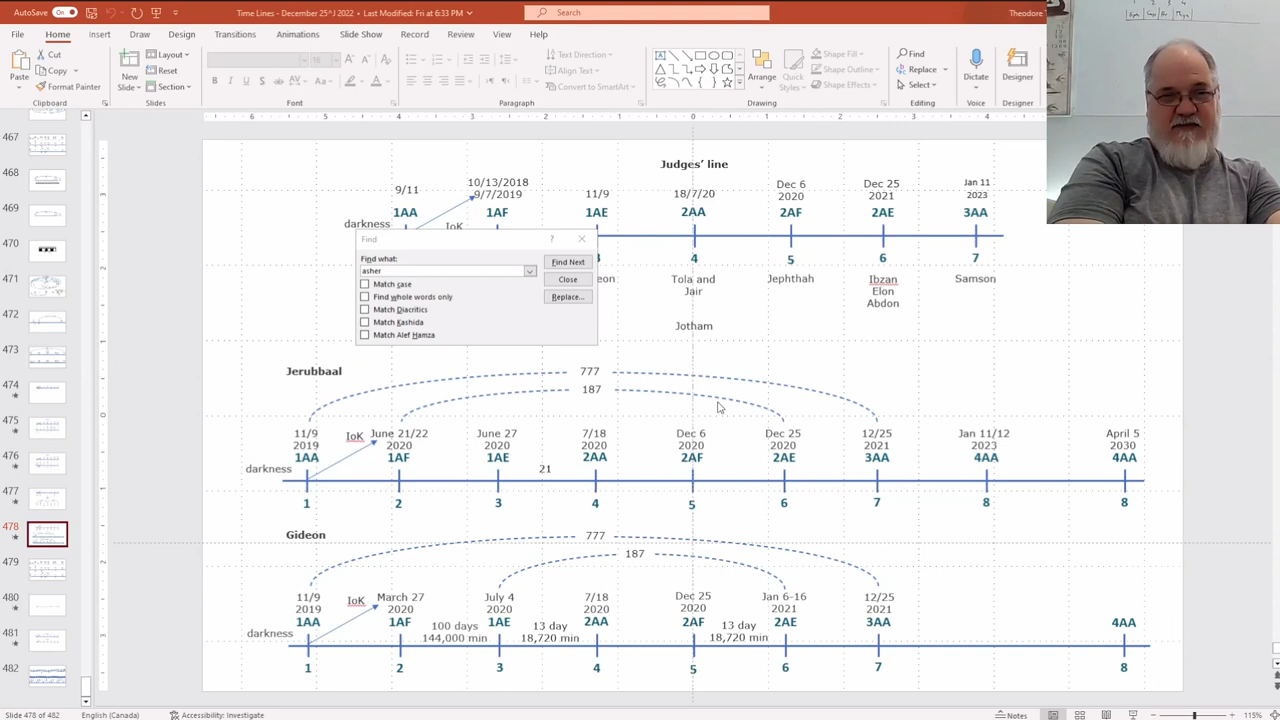 AutoSave
On
Time Lines - December 25^J 2022 • Last Modified: Fri at 6:33 PM
Search
Theodore T
File Home Insert Draw Design Transitions Animations Slide Show Record Review View Help
Paste
Cut
Copy
Format Painter
Clipboard
New
Slide
Layout
Reset
Section
Slides
Font
Text Direction
Align Text
Convert to SmartArt
Paragraph
Arrange
Quick
Styles
Shape Fill
Shape Outline
Shape Effects
Drawing
Find
Replace
Select
Editing
Dictate
Voice
Designer
Designer
467
468
469
470
471
472
473
474
475
476
477
478
479
480
481
482
Judges' line
9/11
10/13/2018
9/7/2019
11/9
18/7/20
Dec 6
2020
Dec 25
2021
Jan 11
2023
darkness
IoK
1AA 1AF 1AE 2AA 2AF 2AE 3AA
4 5 6 7
Tola and
Jair
Jotham
Jephthah
Ibzan
Elon
Abdon
Samson
Find
? ×
Find what:
asher
Match case
Find whole words only
Match Diacritics
Match Kashida
Match Alef Hamza
Find Next
Close
Replace...
Jerubbaal
777
187
11/9
2019
IoK
June 21/22
2020
June 27
2020
7/18
2020
Dec 6
2020
Dec 25
2020
12/25
2021
Jan 11/12
2023
April 5
2030
1AA 1AF 1AE 2AA 2AF 2AE 3AA 4AA 4AA
darkness
21
1 2 3 4 5 6 7 8 8
Gideon
777
187
11/9
2019
IoK
March 27
2020
July 4
2020
7/18
2020
Dec 25
2020
Jan 6-16
2021
12/25
2021
1AA 1AF 1AE 2AA 2AF 2AE 3AA 4AA
darkness
100 days
144,000 min
13 day
18,720 min
13 day
18,720 min
1 2 3 4 5 6 7 8
Slide 478 of 482
English (Canada)
Accessibility: Investigate
Notes
115%